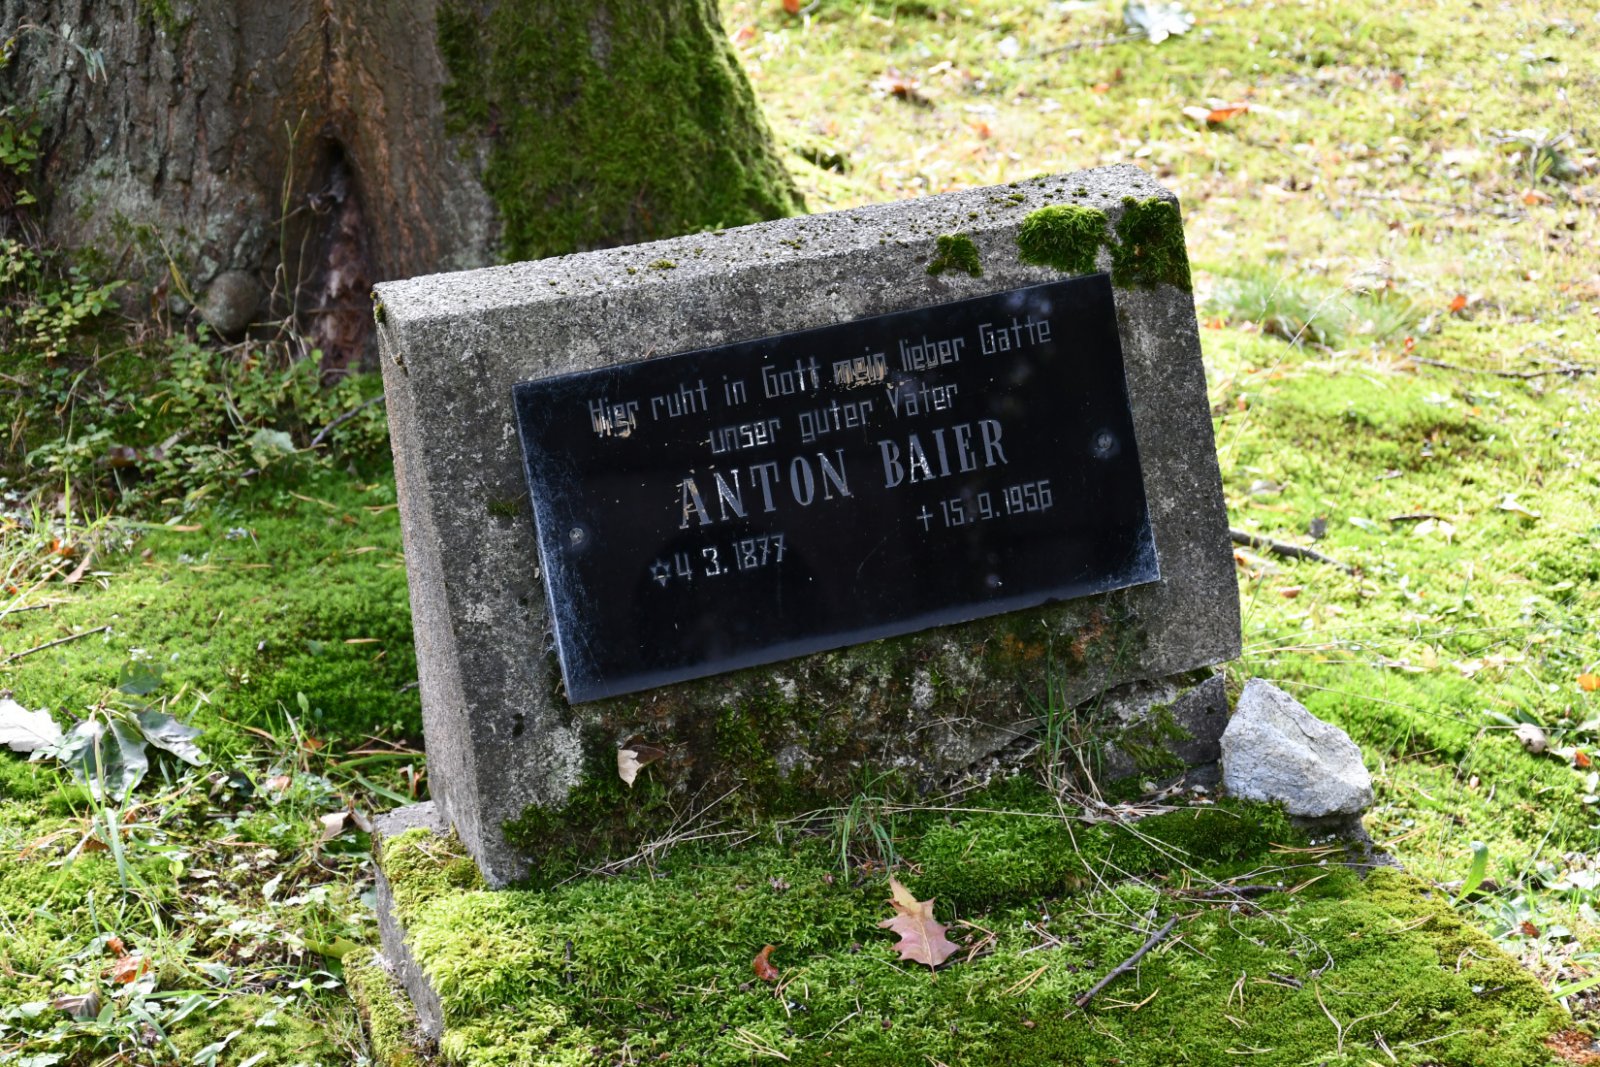 Hier ruht in Gott mein lieber Gatte
unser guter Vater
ANTON BAIER
✡4 3. 1877 † 15. 9. 1956